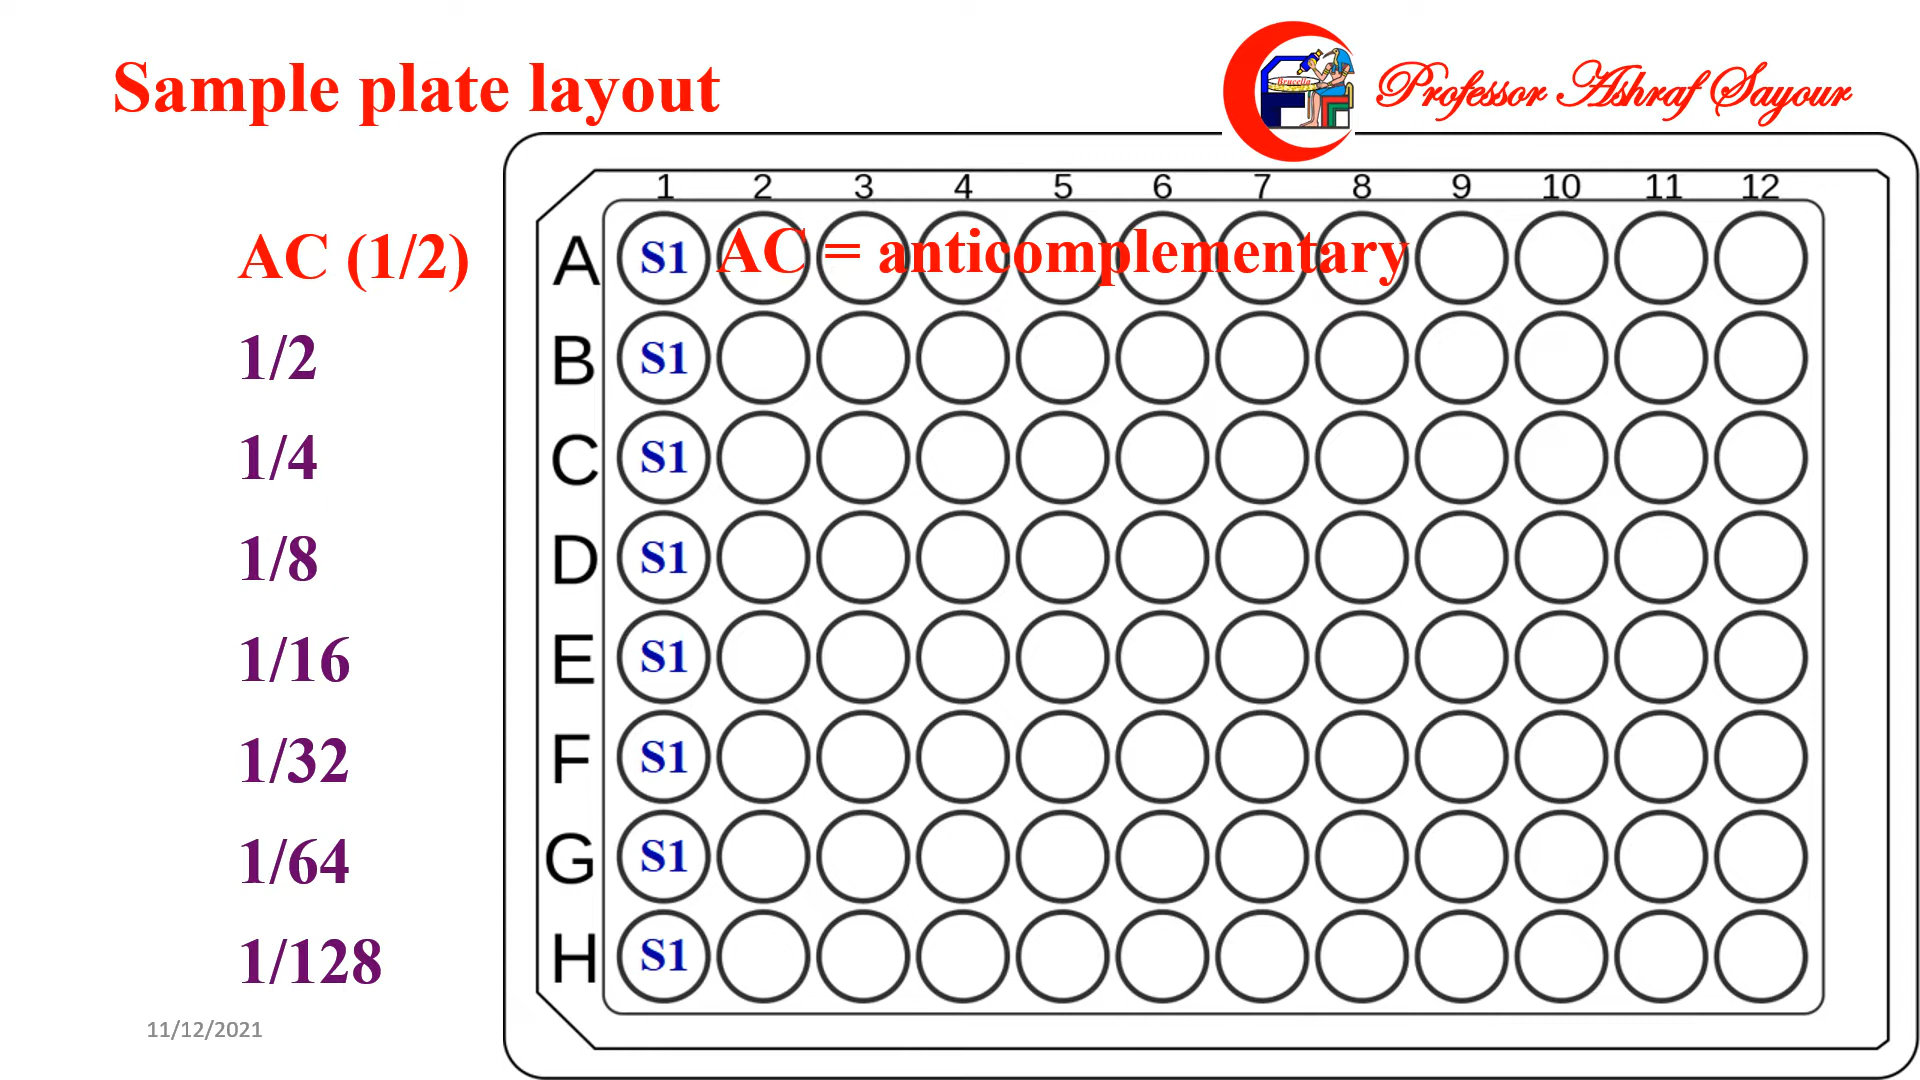 Sample plate layout
Brucella
Professor Ashraf Sayour
1 2 3 4 5 6 7 8 9 10 11 12
AC (1/2) A S1 AC = anticomplementary
1/2 B S1
1/4 C S1
1/8 D S1
1/16 E S1
1/32 F S1
1/64 G S1
1/128 H S1
11/12/2021